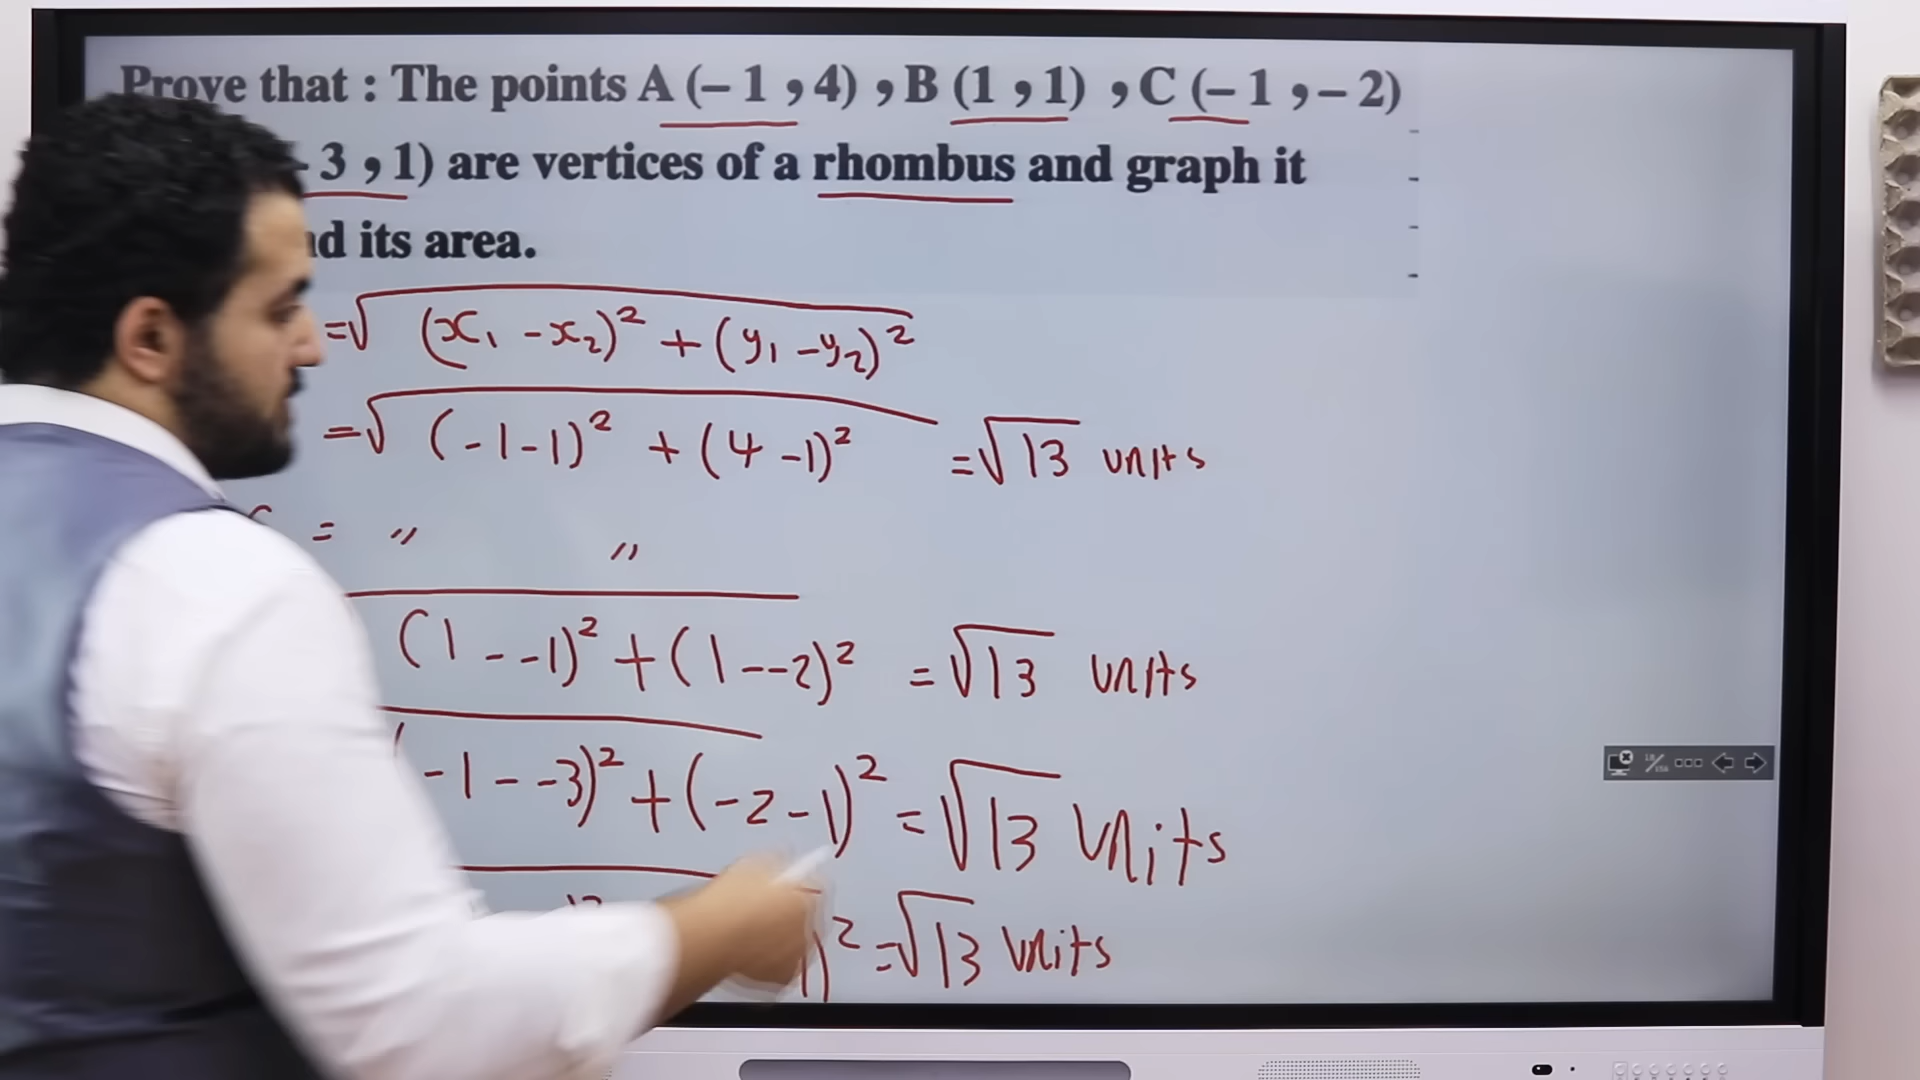 Prove that : The points A (– 1 , 4) , B (1 , 1) , C (– 1 , – 2)
3 , 1) are vertices of a rhombus and graph it
its area.
=√(x₁ -x₂)² + (y₁ -y₂)²
=√(-1-1)² + (4-1)² =√13 units
= 〃 〃
(1--1)² + (1--2)² =√13 units
(-1--3)² + (-2-1)² =√13 units
)² =√13 units